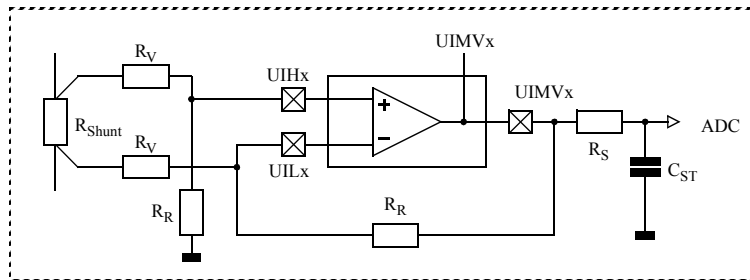 UIMVx
R_V
UIHx
UIMVx
R_Shunt
ADC
R_V
R_S
UILx
C_ST
R_R
R_R
+
−